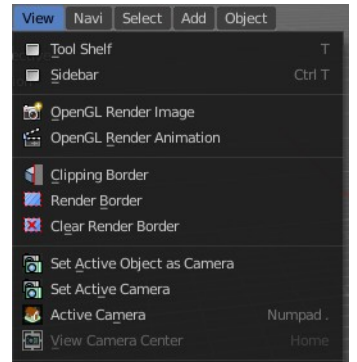 View Navi Select Add Object
Tool Shelf T
Sidebar Ctrl T
OpenGL Render Image
OpenGL Render Animation
Clipping Border
Render Border
Clear Render Border
Set Active Object as Camera
Set Active Camera
Active Camera Numpad .
View Camera Center Home